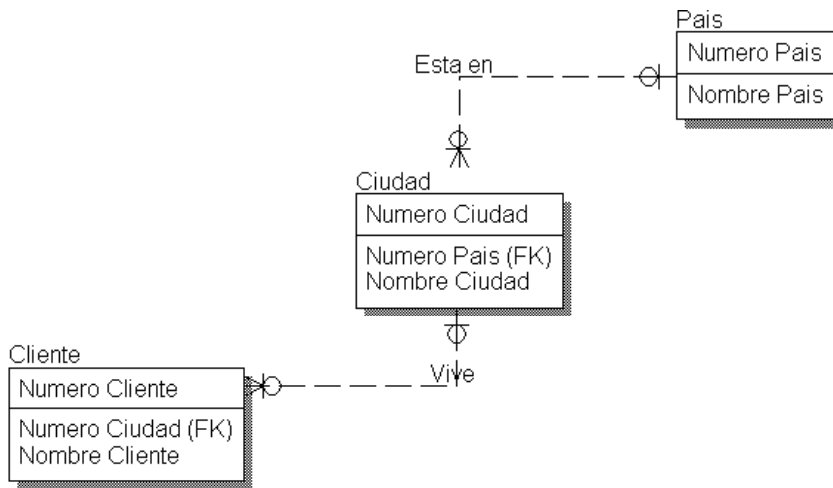 Pais
Numero Pais
Nombre Pais
Esta en
Ciudad
Numero Ciudad
Numero Pais (FK)
Nombre Ciudad
Vive
Cliente
Numero Cliente
Numero Ciudad (FK)
Nombre Cliente